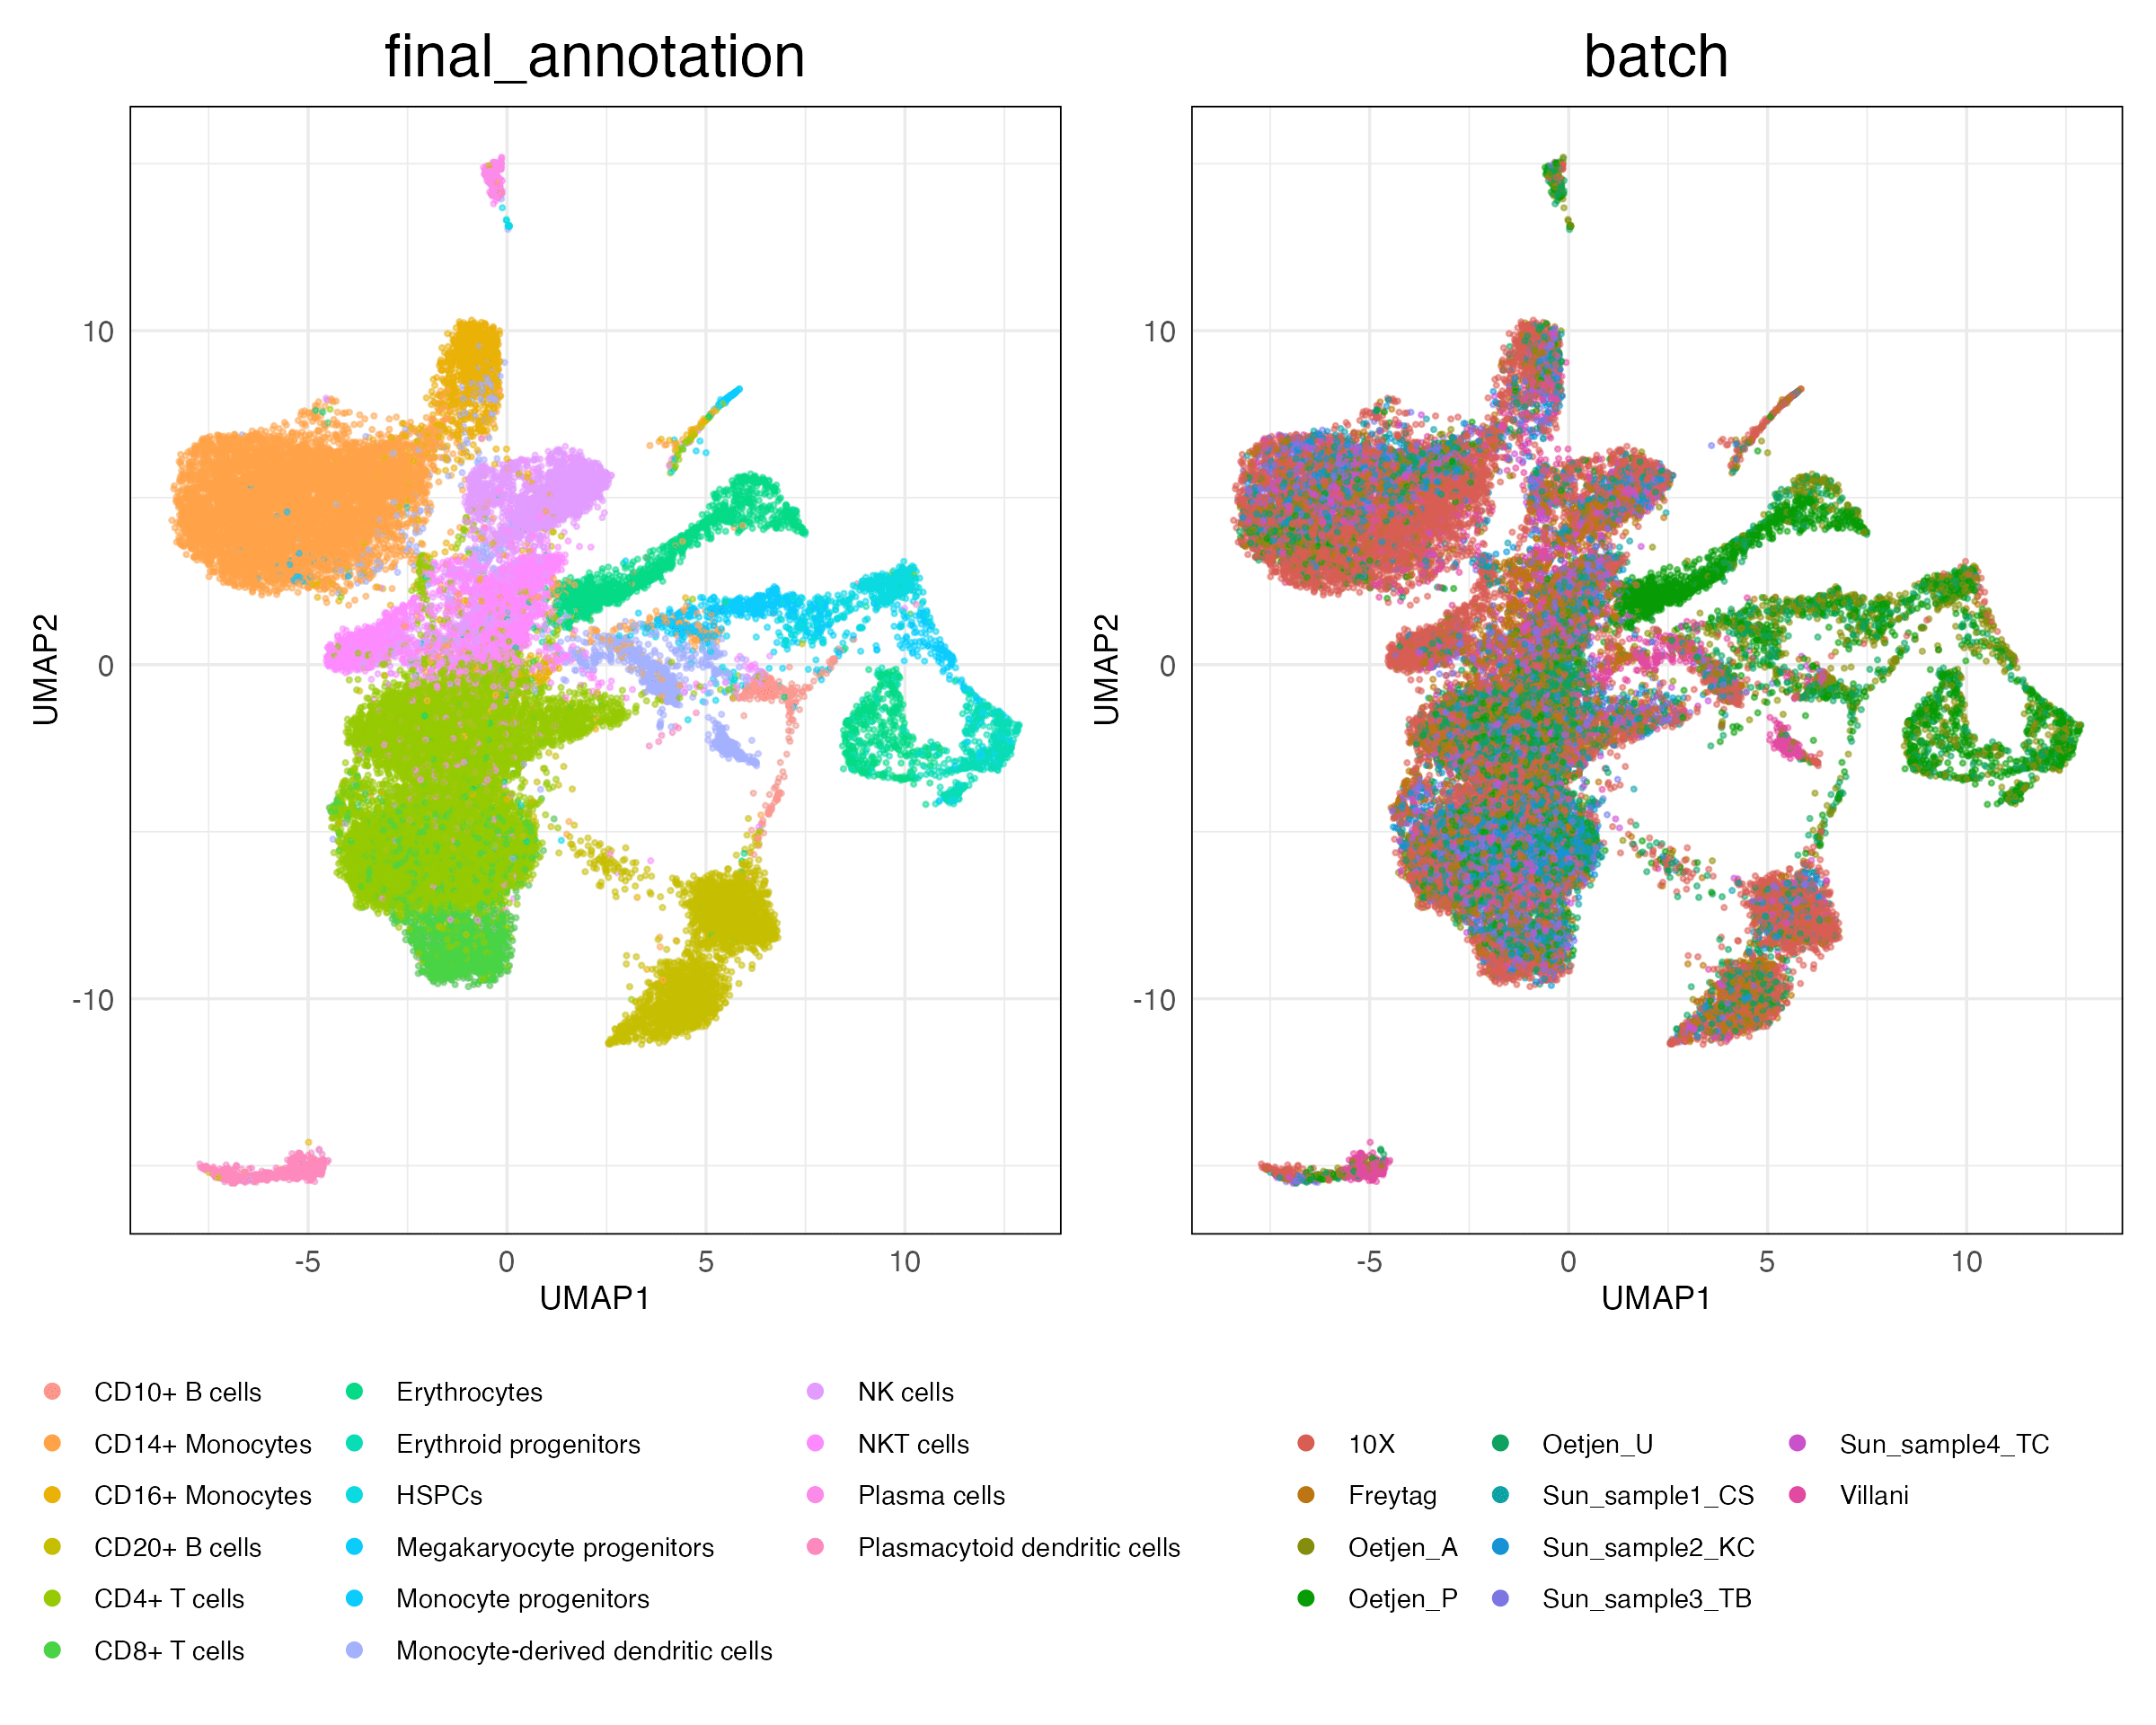 final_annotation
batch
10
0
-10
UMAP2
-5
0
5
10
UMAP1
10
0
-10
UMAP2
-5
0
5
10
UMAP1
CD10+ B cells
CD14+ Monocytes
CD16+ Monocytes
CD20+ B cells
CD4+ T cells
CD8+ T cells
Erythrocytes
Erythroid progenitors
HSPCs
Megakaryocyte progenitors
Monocyte progenitors
Monocyte-derived dendritic cells
NK cells
NKT cells
Plasma cells
Plasmacytoid dendritic cells
10X
Freytag
Oetjen_A
Oetjen_P
Oetjen_U
Sun_sample1_CS
Sun_sample2_KC
Sun_sample3_TB
Sun_sample4_TC
Villani